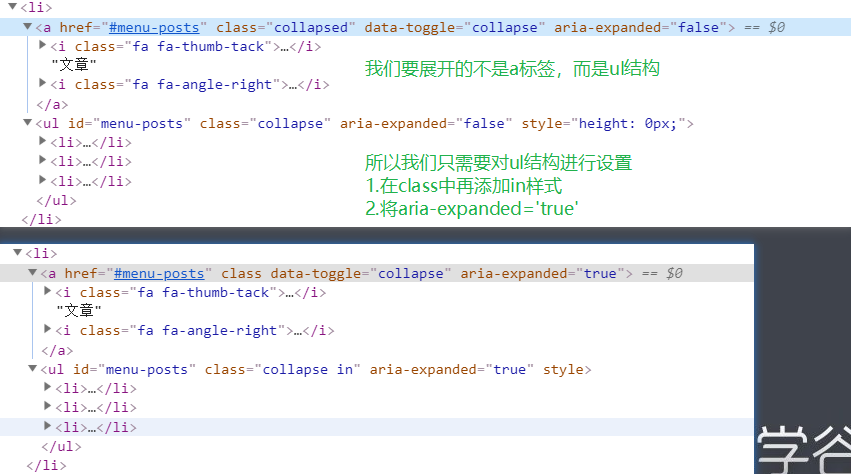 ▼<li>
▼<a href="#menu-posts" class="collapsed" data-toggle="collapse" aria-expanded="false"> == $0
▶<i class="fa fa-thumb-tack">…</i>
"文章"
我们要展开的不是a标签，而是ul结构
▶<i class="fa fa-angle-right">…</i>
</a>
▼<ul id="menu-posts" class="collapse" aria-expanded="false" style="height: 0px;">
▶<li>…</li>
▶<li>…</li>
所以我们只需要对ul结构进行设置
▶<li>…</li>
1.在class中再添加in样式
</ul>
2.将aria-expanded='true'
</li>
▼<li>
▼<a href="#menu-posts" class data-toggle="collapse" aria-expanded="true"> == $0
▶<i class="fa fa-thumb-tack">…</i>
"文章"
▶<i class="fa fa-angle-right">…</i>
</a>
▼<ul id="menu-posts" class="collapse in" aria-expanded="true" style>
▶<li>…</li>
▶<li>…</li>
▶<li>…</li>
</ul>
</li>
学谷